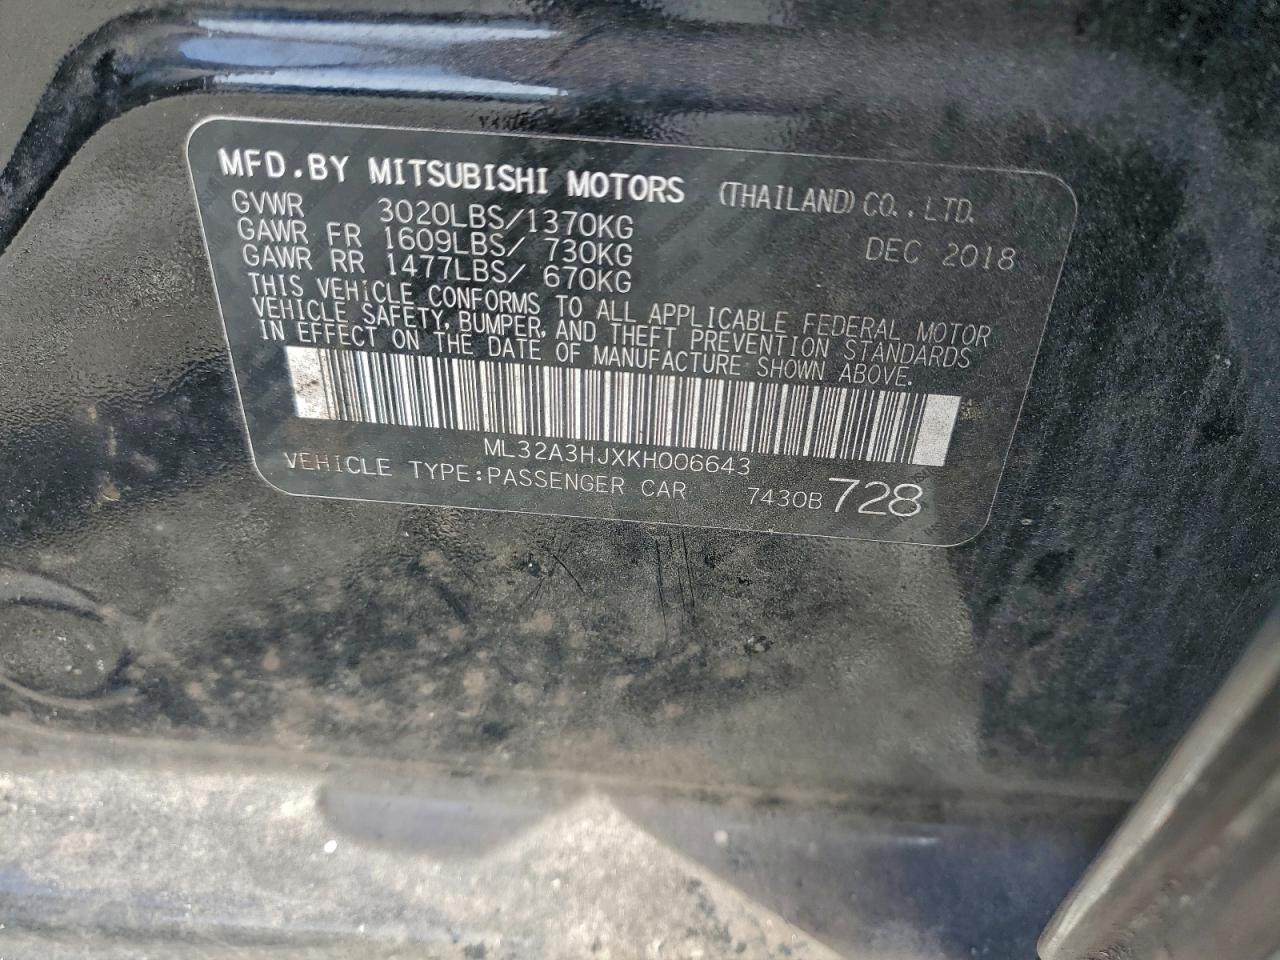 MFD.BY MITSUBISHI MOTORS (THAILAND) CO.,LTD.
GVWR 3020LBS/1370KG DEC 2018
GAWR FR 1609LBS/ 730KG
GAWR RR 1477LBS/ 670KG
THIS VEHICLE CONFORMS TO ALL APPLICABLE FEDERAL MOTOR
VEHICLE SAFETY, BUMPER, AND THEFT PREVENTION STANDARDS
IN EFFECT ON THE DATE OF MANUFACTURE SHOWN ABOVE.
ML32A3HJXKH006643
VEHICLE TYPE:PASSENGER CAR 7430B 728